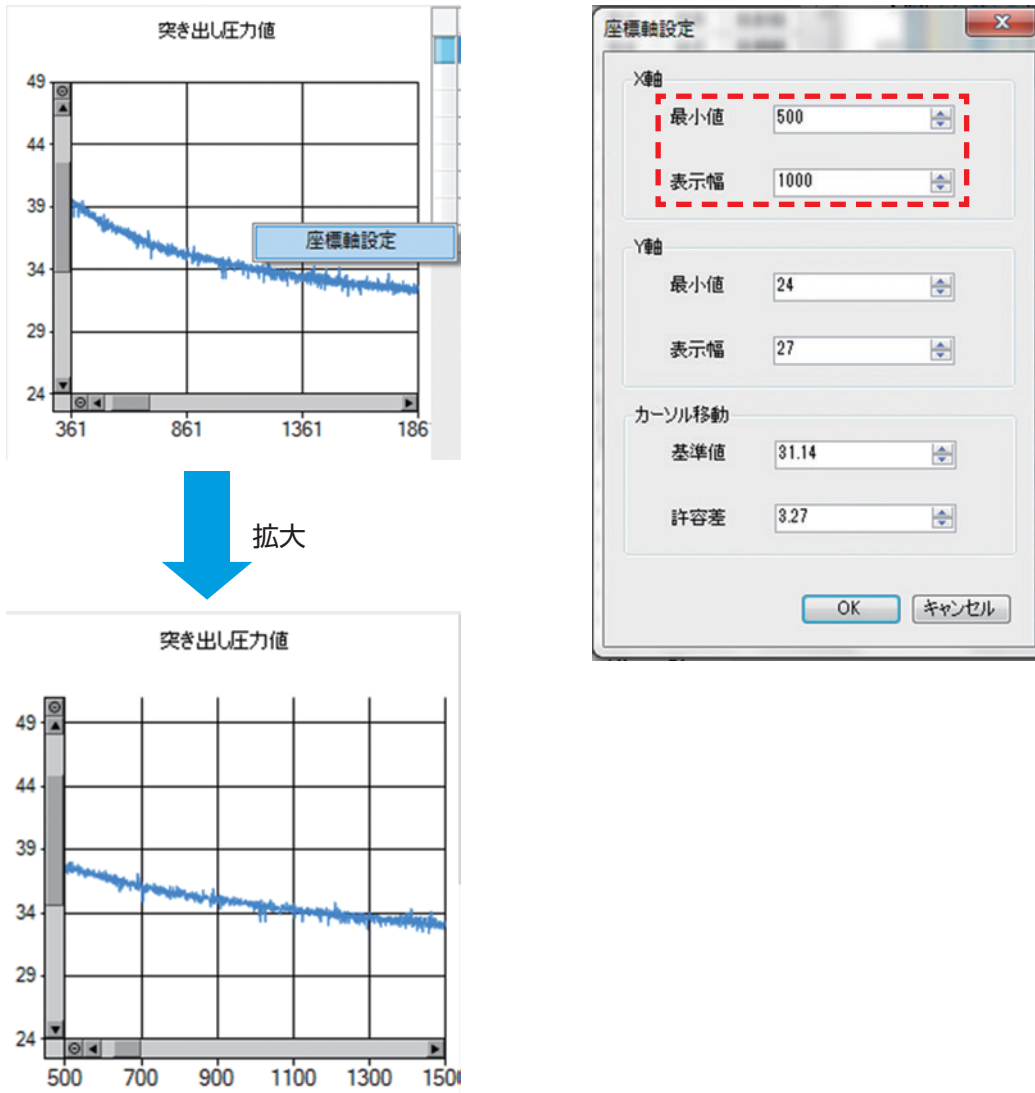 突き出し圧力値
49
44
39
34
29
24
361
861
1361
186
座標軸設定
拡大
突き出し圧力値
49
44
39
34
29
24
500
700
900
1100
1300
150
座標軸設定
X軸
最小値 500
表示幅 1000
Y軸
最小値 24
表示幅 27
カーソル移動
基準値 31.14
許容差 3.27
OK キャンセル